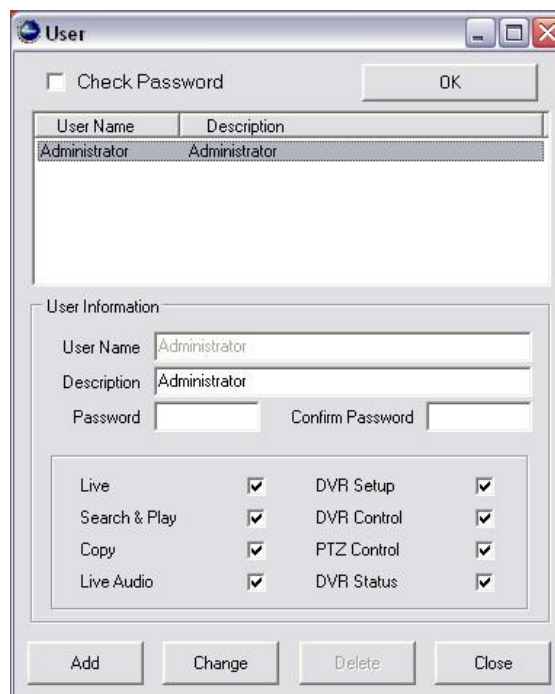 User
Check Password OK
User Name Description
Administrator Administrator
User Information
User Name Administrator
Description Administrator
Password Confirm Password
Live DVR Setup
Search & Play DVR Control
Copy PTZ Control
Live Audio DVR Status
Add Change Delete Close